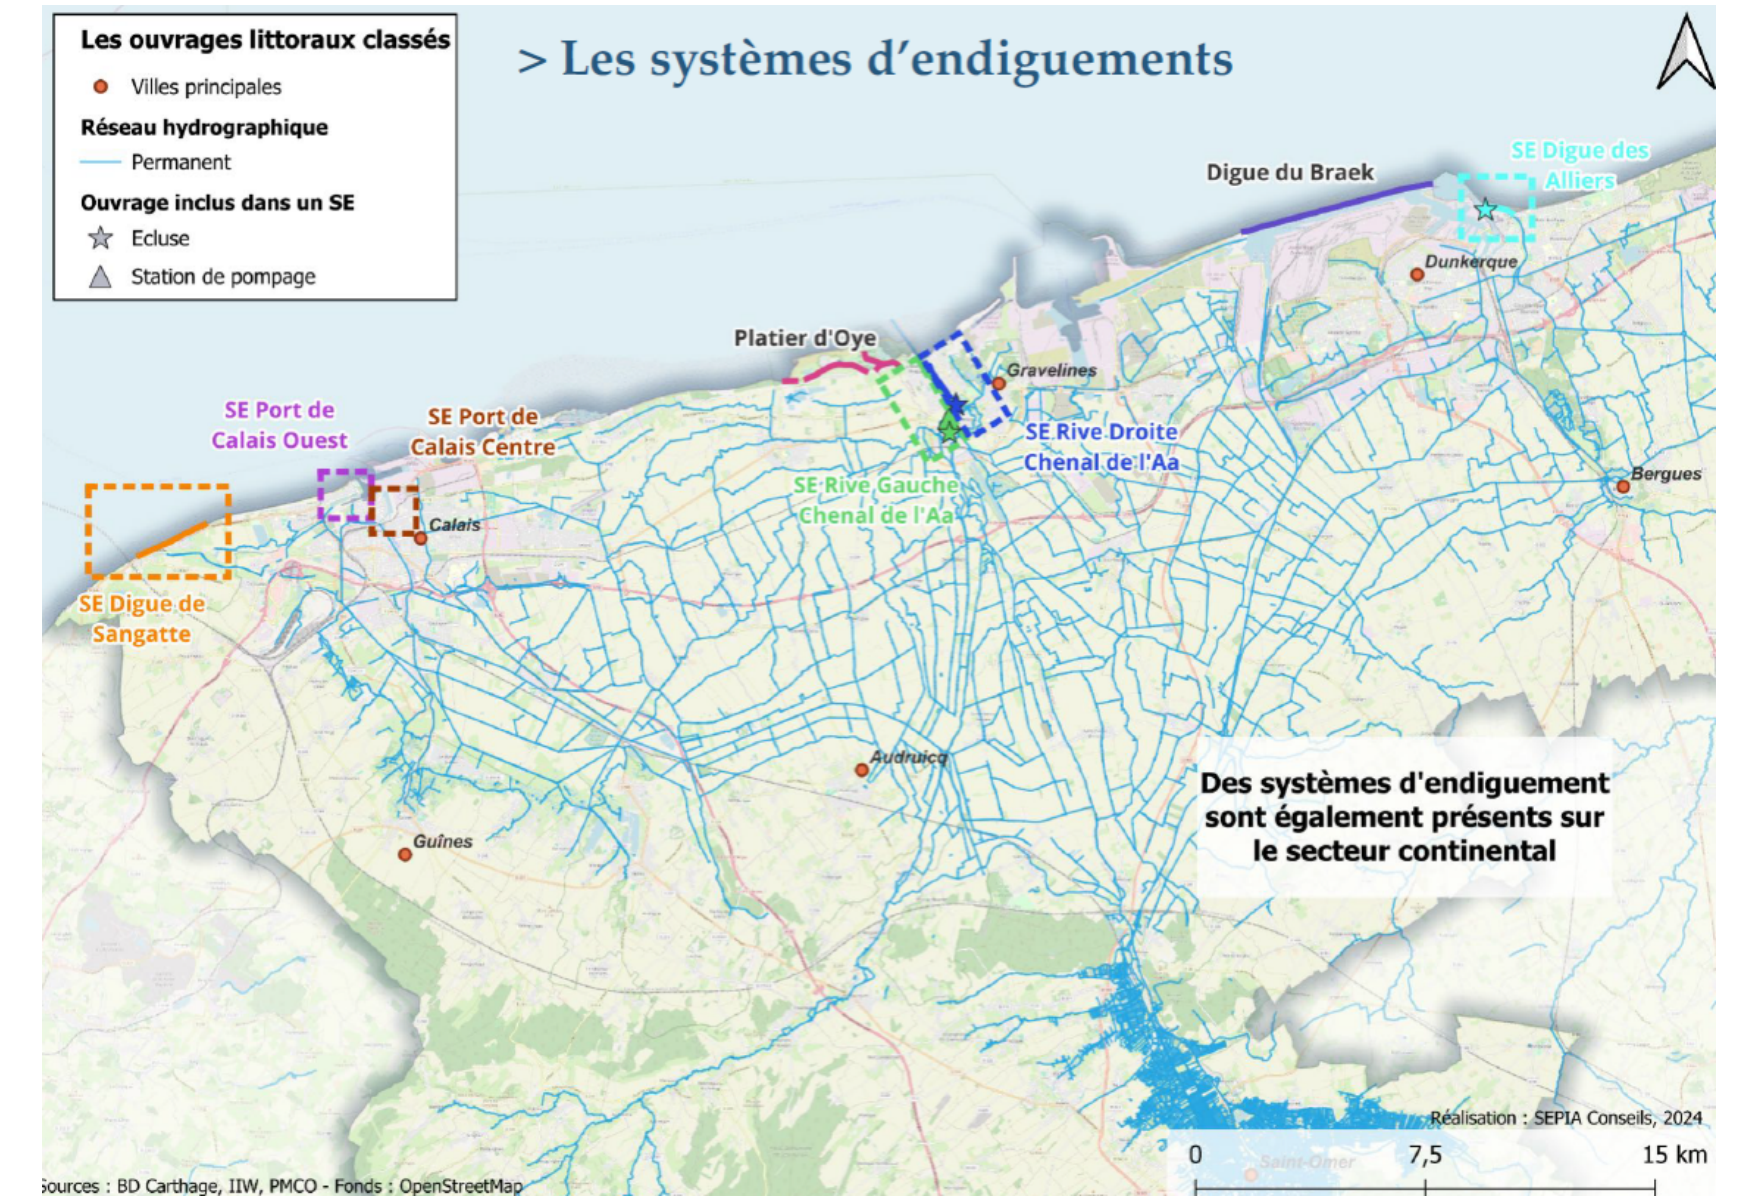 > Les systèmes d’endiguements
Les ouvrages littoraux classés
Villes principales
Réseau hydrographique
Permanent
Ouvrage inclus dans un SE
Ecluse
Station de pompage
SE Digue des
Alliers
Digue du Braek
Dunkerque
Platier d'Oye
Gravelines
SE Port de
Calais Ouest
SE Port de
Calais Centre
SE Rive Droite
Chenal de l'Aa
SE Rive Gauche
Chenal de l'Aa
Bergues
Calais
SE Digue de
Sangatte
Audruicq
Guînes
Des systèmes d'endiguement
sont également présents sur
le secteur continental
Réalisation : SEPIA Conseils, 2024
0 7,5 15 km
Saint-Omer
Sources : BD Carthage, IIW, PMCO - Fonds : OpenStreetMap